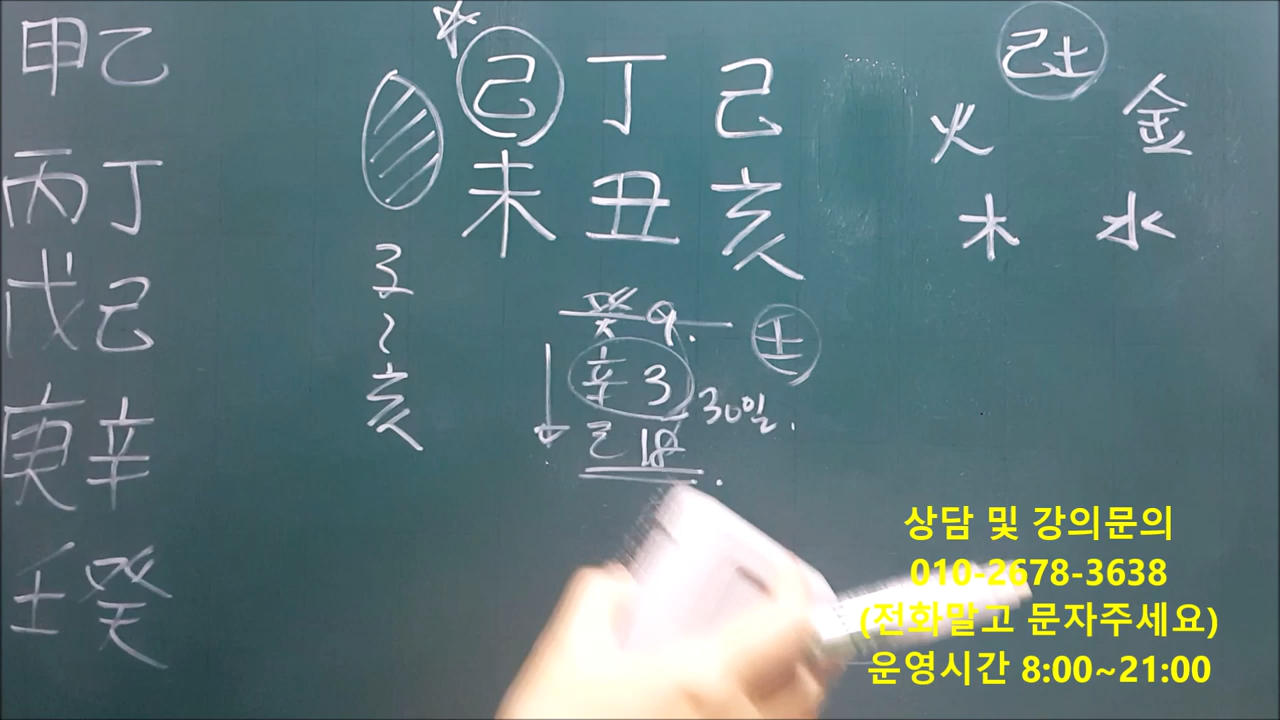 甲乙
丙丁
戊己
庚辛
壬癸
己丁己
未丑亥
子~亥
癸 9.
辛 3
己 18
30일.
己土
火 金
木 水
상담 및 강의문의
010-2678-3638
(전화말고 문자주세요)
운영시간 8:00~21:00